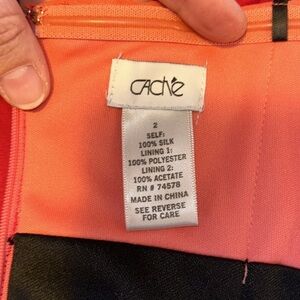 CACHÉ
2
SELF:
100% SILK
LINING 1:
100% POLYESTER
LINING 2:
100% ACETATE
RN # 74578
MADE IN CHINA
SEE REVERSE
FOR CARE